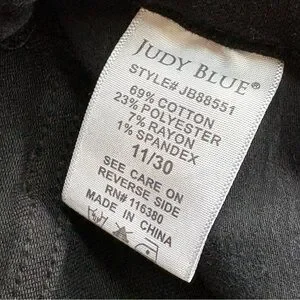 JUDY BLUE®
STYLE# JB88551
69% COTTON
23% POLYESTER
7% RAYON
1% SPANDEX
11/30
SEE CARE ON
REVERSE SIDE
RN# 116380
MADE IN CHINA